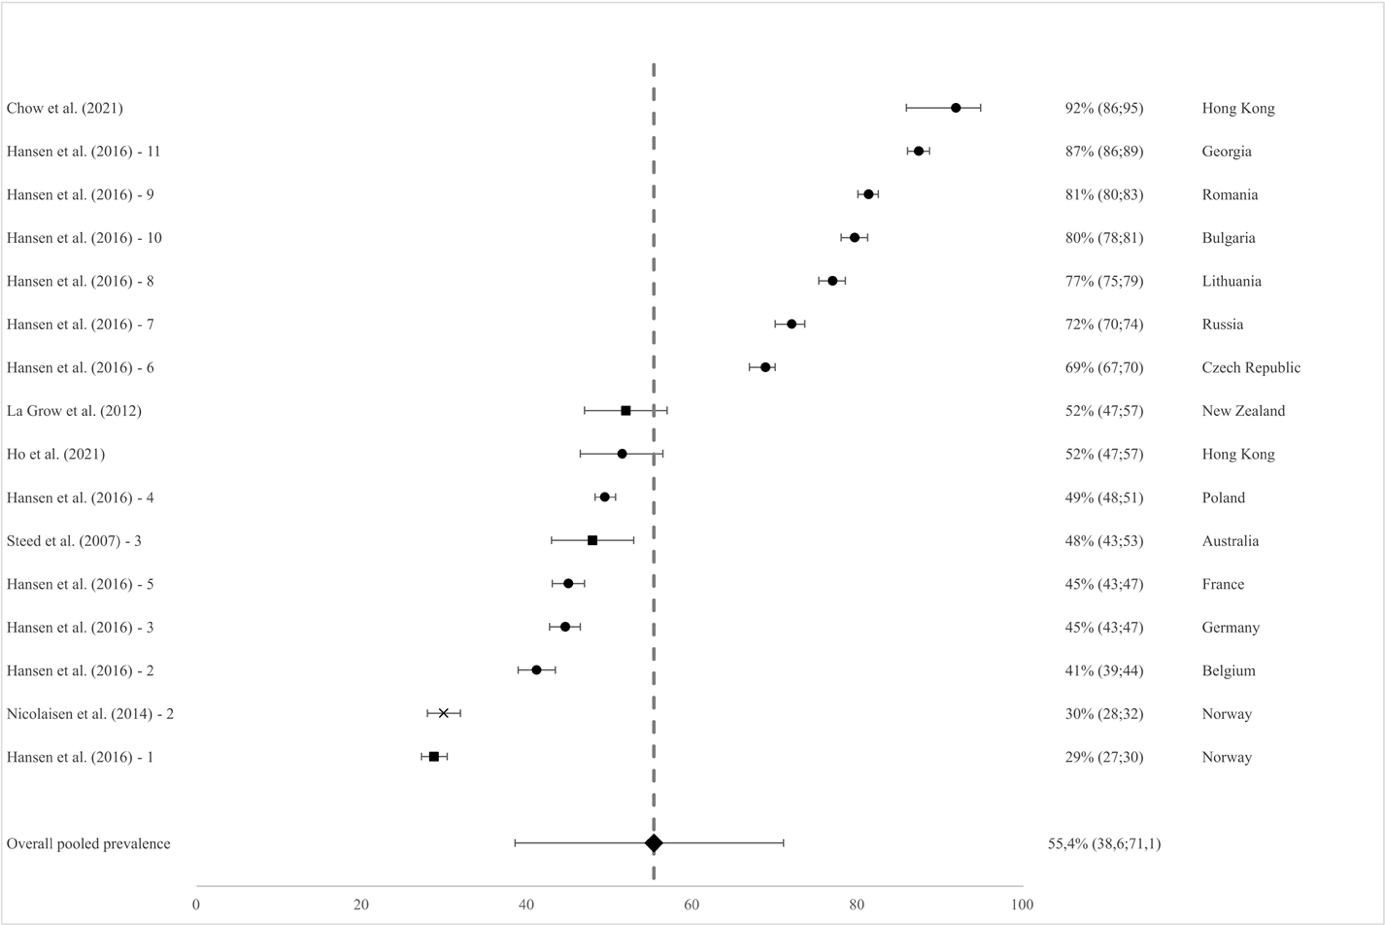 Chow et al. (2021) 92% (86;95) Hong Kong
Hansen et al. (2016) - 11 87% (86;89) Georgia
Hansen et al. (2016) - 9 81% (80;83) Romania
Hansen et al. (2016) - 10 80% (78;81) Bulgaria
Hansen et al. (2016) - 8 77% (75;79) Lithuania
Hansen et al. (2016) - 7 72% (70;74) Russia
Hansen et al. (2016) - 6 69% (67;70) Czech Republic
La Grow et al. (2012) 52% (47;57) New Zealand
Ho et al. (2021) 52% (47;57) Hong Kong
Hansen et al. (2016) - 4 49% (48;51) Poland
Steed et al. (2007) - 3 48% (43;53) Australia
Hansen et al. (2016) - 5 45% (43;47) France
Hansen et al. (2016) - 3 45% (43;47) Germany
Hansen et al. (2016) - 2 41% (39;44) Belgium
Nicolaisen et al. (2014) - 2 30% (28;32) Norway
Hansen et al. (2016) - 1 29% (27;30) Norway
Overall pooled prevalence 55,4% (38,6;71,1)
0 20 40 60 80 100